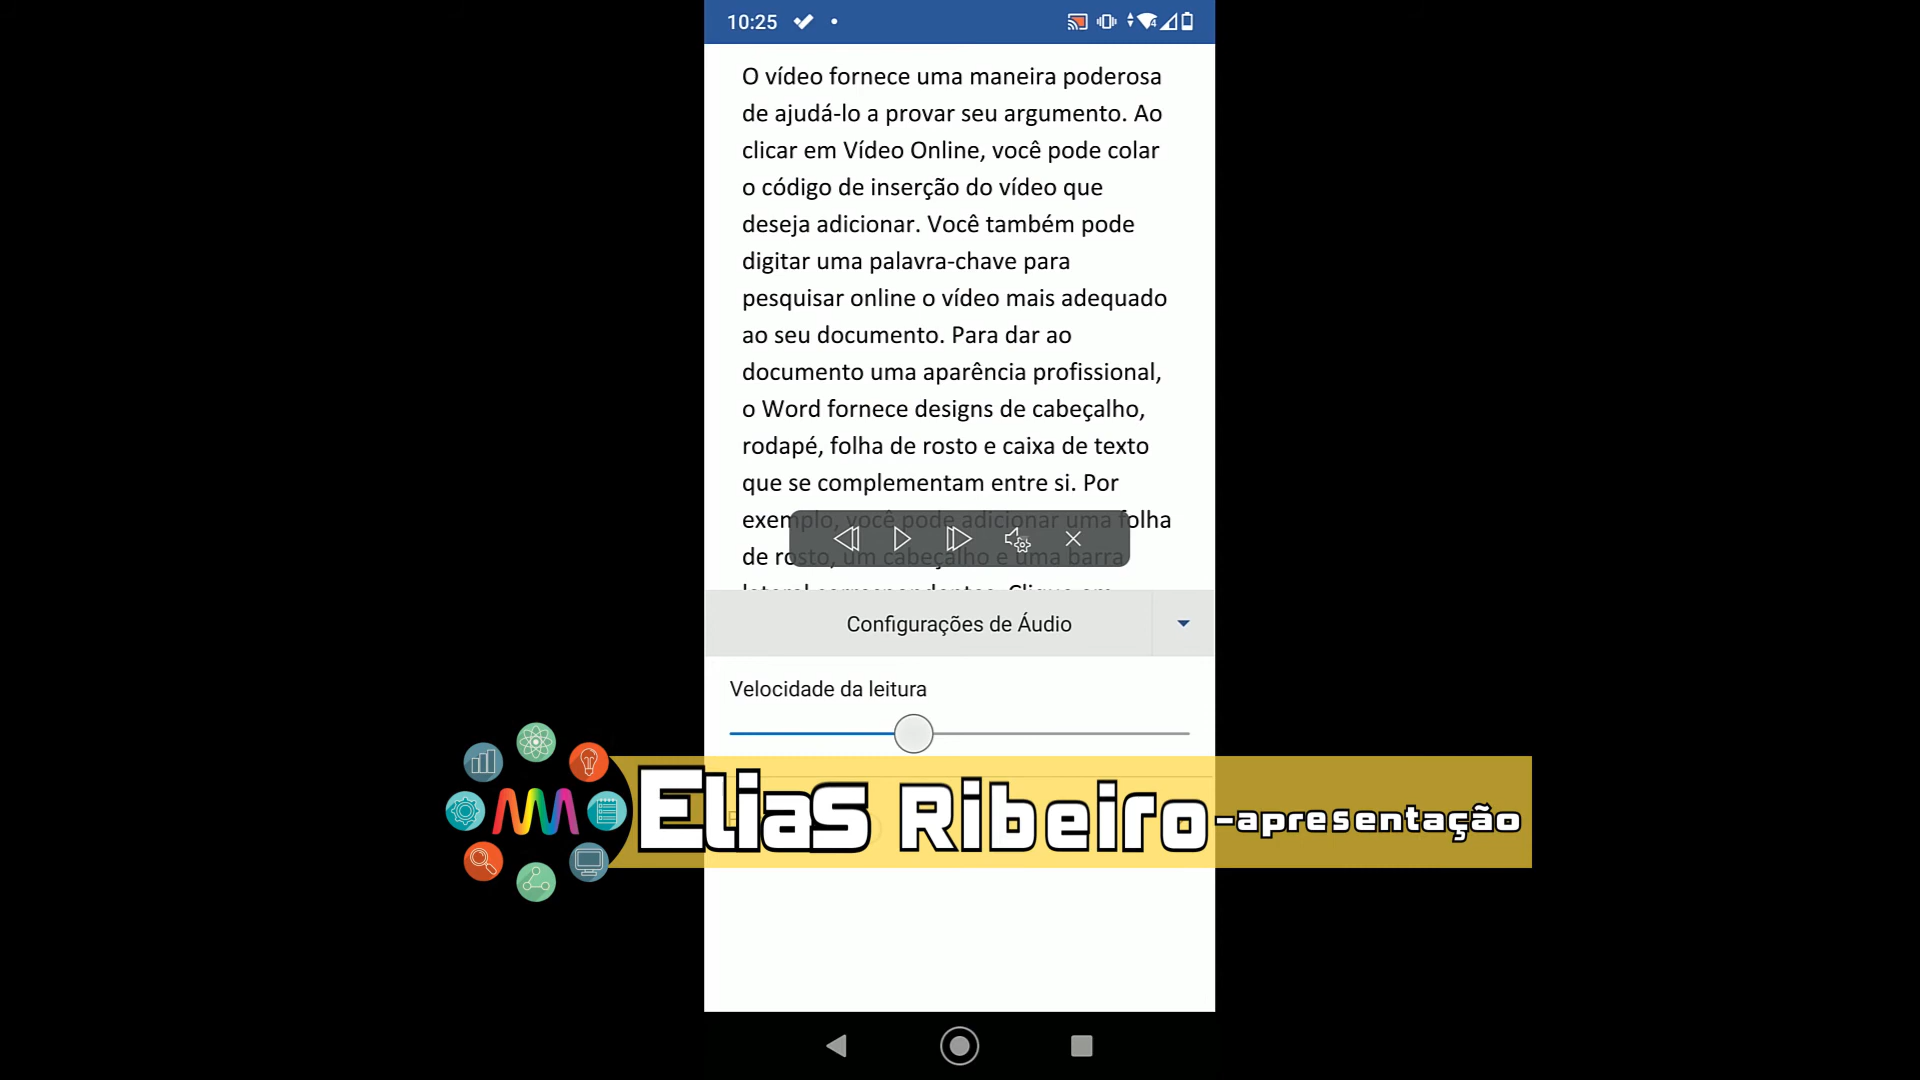 10:25
O vídeo fornece uma maneira poderosa
de ajudá-lo a provar seu argumento. Ao
clicar em Vídeo Online, você pode colar
o código de inserção do vídeo que
deseja adicionar. Você também pode
digitar uma palavra-chave para
pesquisar online o vídeo mais adequado
ao seu documento. Para dar ao
documento uma aparência profissional,
o Word fornece designs de cabeçalho,
rodapé, folha de rosto e caixa de texto
que se complementam entre si. Por
exemplo, você pode adicionar uma folha
de rosto, um cabeçalho e uma barra
lateral correspondentes. Clique em
Configurações de Áudio
Velocidade da leitura
Elias Ribeiro -apresentação